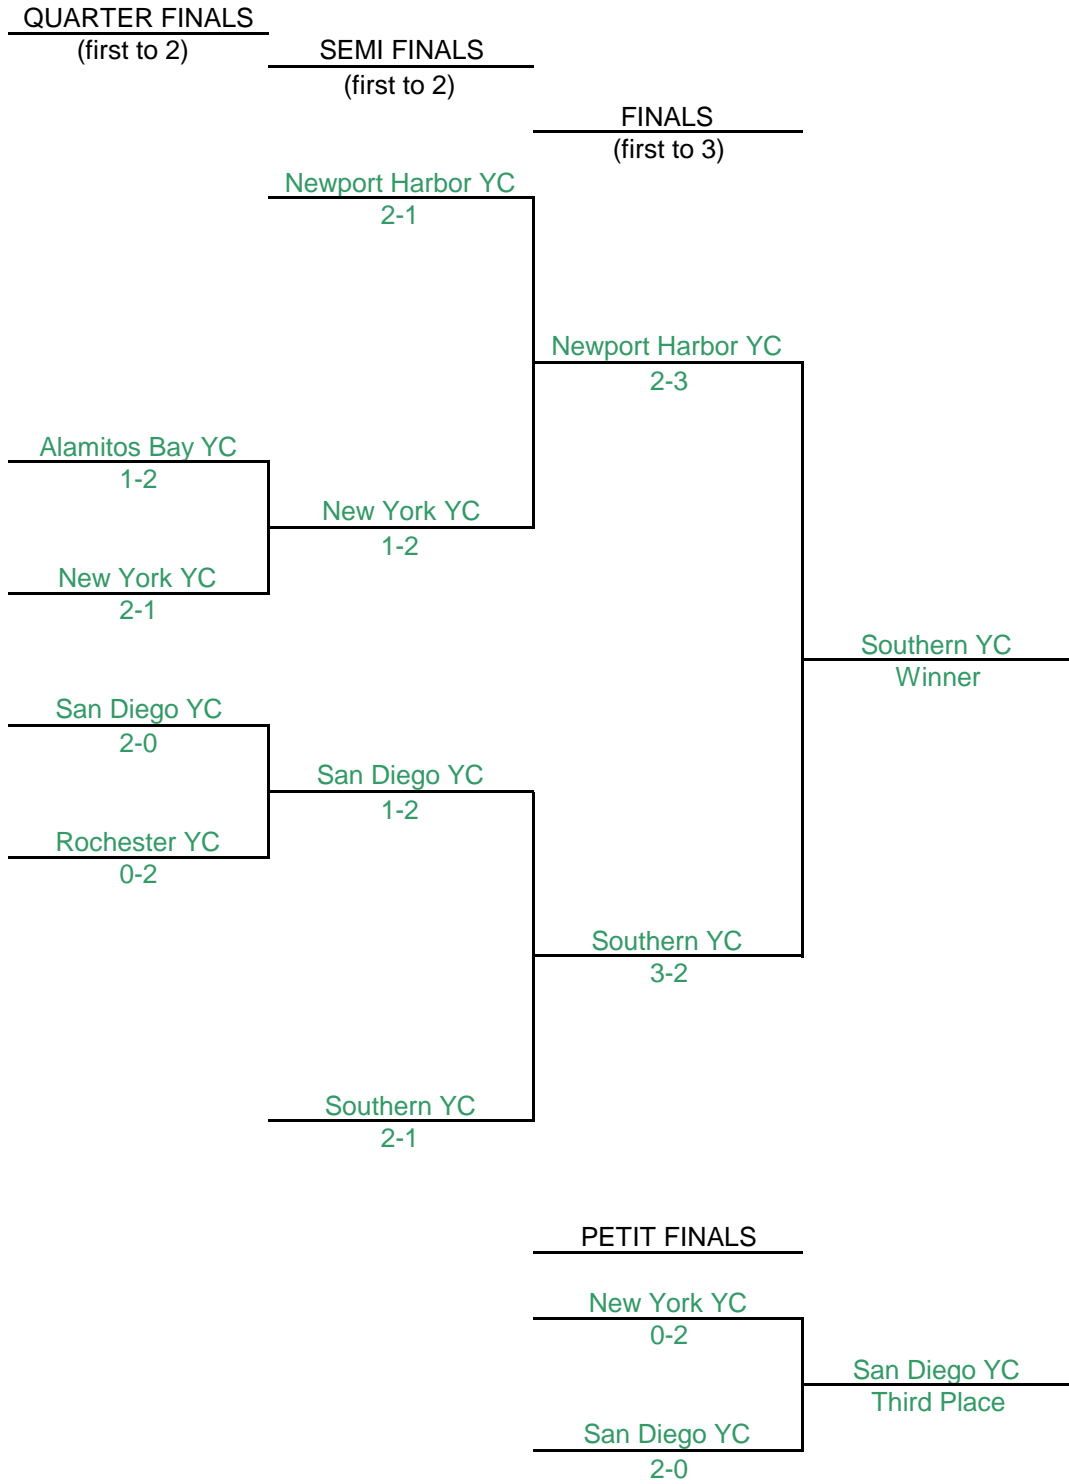 QUARTER FINALS
(first to 2)
SEMI FINALS
(first to 2)
FINALS
(first to 3)
Newport Harbor YC
2-1
Newport Harbor YC
2-3
Alamitos Bay YC
1-2
New York YC
1-2
New York YC
2-1
Southern YC
Winner
San Diego YC
2-0
San Diego YC
1-2
Rochester YC
0-2
Southern YC
3-2
Southern YC
2-1
PETIT FINALS
New York YC
0-2
San Diego YC
Third Place
San Diego YC
2-0